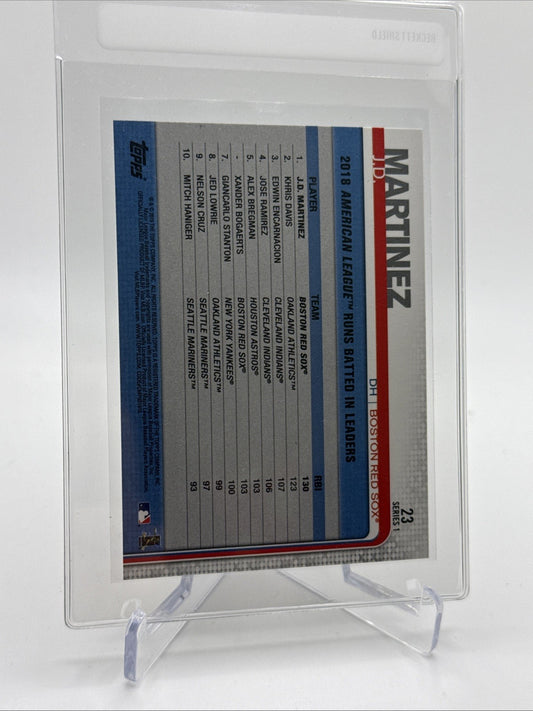 BECKETT SHIELD
23
SERIES 1
J.D.
MARTINEZ
DH | BOSTON RED SOX®
2018 AMERICAN LEAGUE™ RUNS BATTED IN LEADERS
PLAYER TEAM RBI
1. J.D. MARTINEZ BOSTON RED SOX® 130
2. KHRIS DAVIS OAKLAND ATHLETICS™ 123
3. EDWIN ENCARNACION CLEVELAND INDIANS® 107
4. JOSE RAMIREZ CLEVELAND INDIANS® 106
5. ALEX BREGMAN HOUSTON ASTROS® 103
- XANDER BOGAERTS BOSTON RED SOX® 103
7. GIANCARLO STANTON NEW YORK YANKEES® 100
8. JED LOWRIE OAKLAND ATHLETICS™ 99
9. NELSON CRUZ SEATTLE MARINERS™ 97
10. MITCH HANIGER SEATTLE MARINERS™ 93
topps